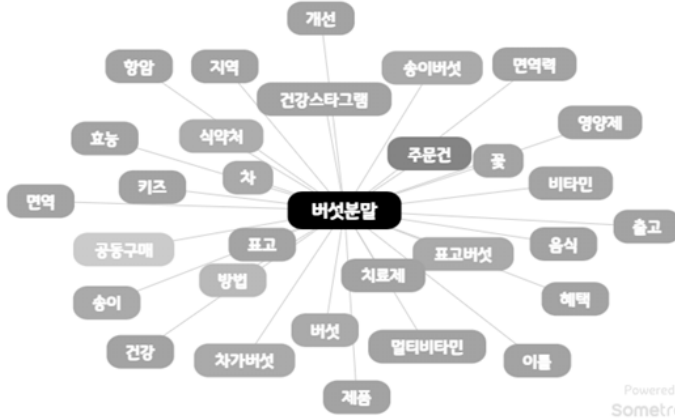 개선
항암
지역
송이버섯
면역력
건강스타그램
영양제
효능
식약처
주문건
꽃
면역
키즈
차
비타민
버섯분말
출고
공동구매
표고
표고버섯
음식
방법
치료제
송이
혜택
버섯
건강
차가버섯
멀티비타민
이틀
제품
Powered
Sometre